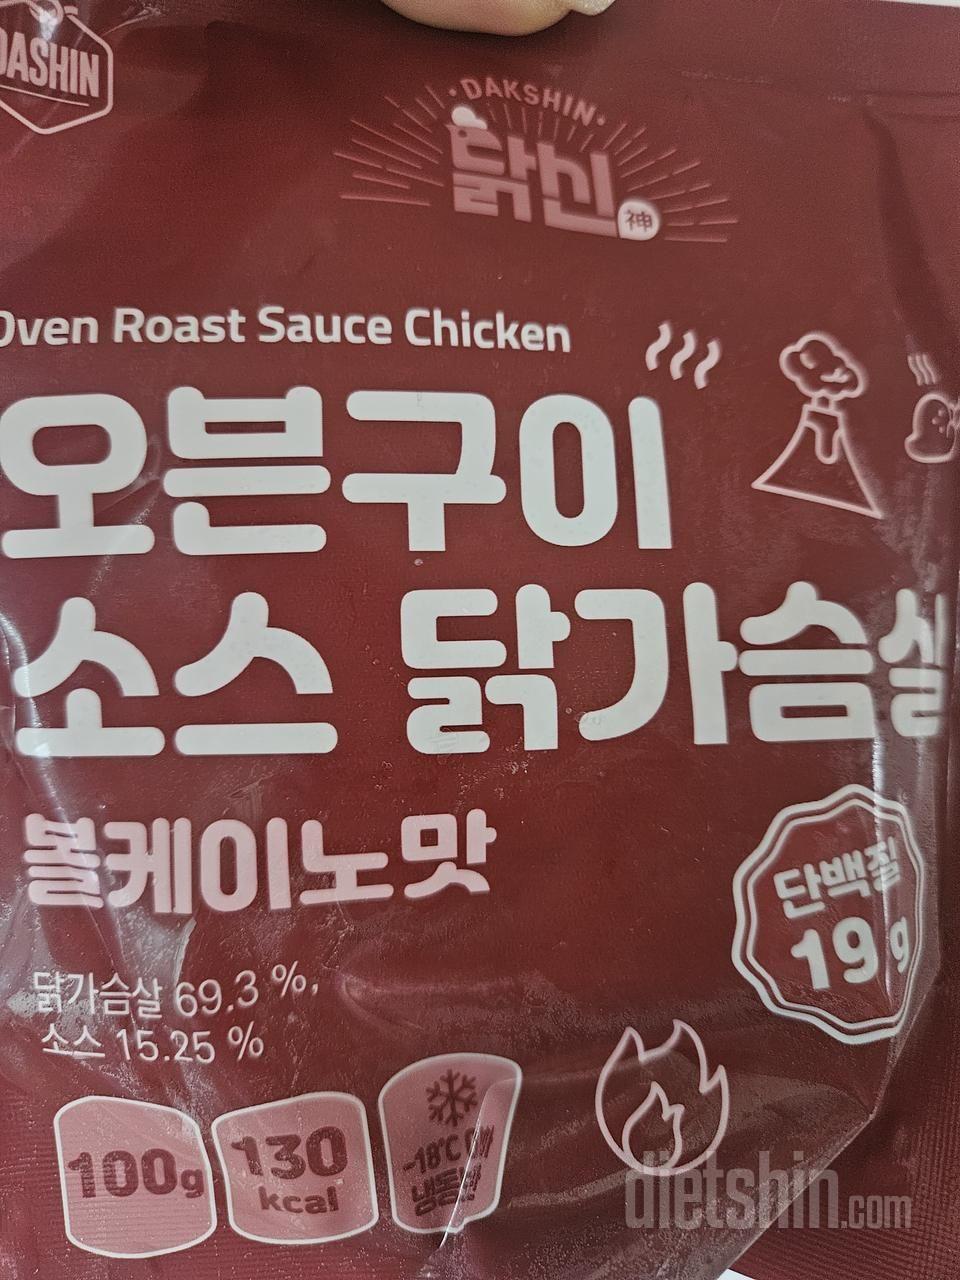 DASHIN
·DAKSHIN·
닭신
神
Oven Roast Sauce Chicken
오븐구이
소스 닭가슴살
볼케이노맛
단백질
19g
닭가슴살 69.3 %,
소스 15.25 %
100g
130
kcal
-18℃ 이하
냉동보관
dietshin.com